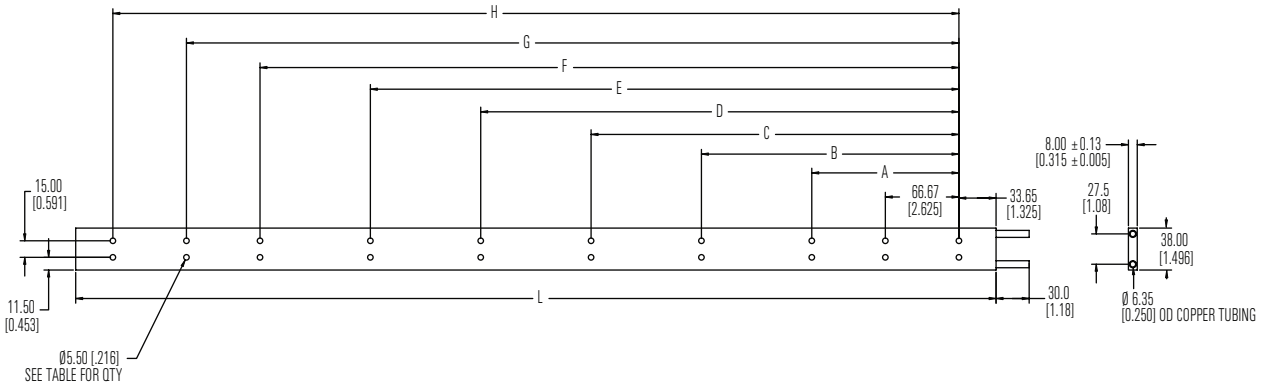 H
G
F
E
D
C
B
A
8.00 ±0.13
[0.315 ±0.005]
15.00
[0.591]
66.67
[2.625]
33.65
[1.325]
27.5
[1.08]
38.00
[1.496]
L
11.50
[0.453]
30.0
[1.18]
Ø 6.35
[0.250] OD COPPER TUBING
Ø5.50 [.216]
SEE TABLE FOR QTY